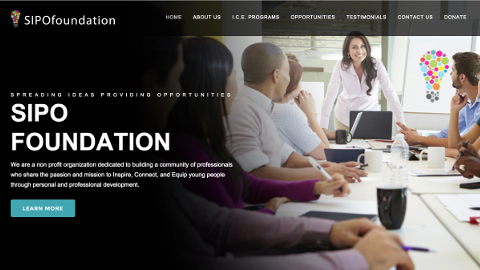 SIPOfoundation
HOME ABOUT US I.C.E. PROGRAMS OPPORTUNITIES TESTIMONIALS CONTACT US DONATE
SPREADING IDEAS PROVIDING OPPORTUNITIES
SIPO
FOUNDATION
We are a non profit organization dedicated to building a community of professionals
who share the passion and mission to Inspire, Connect, and Equip young people
through personal and professional development.
LEARN MORE